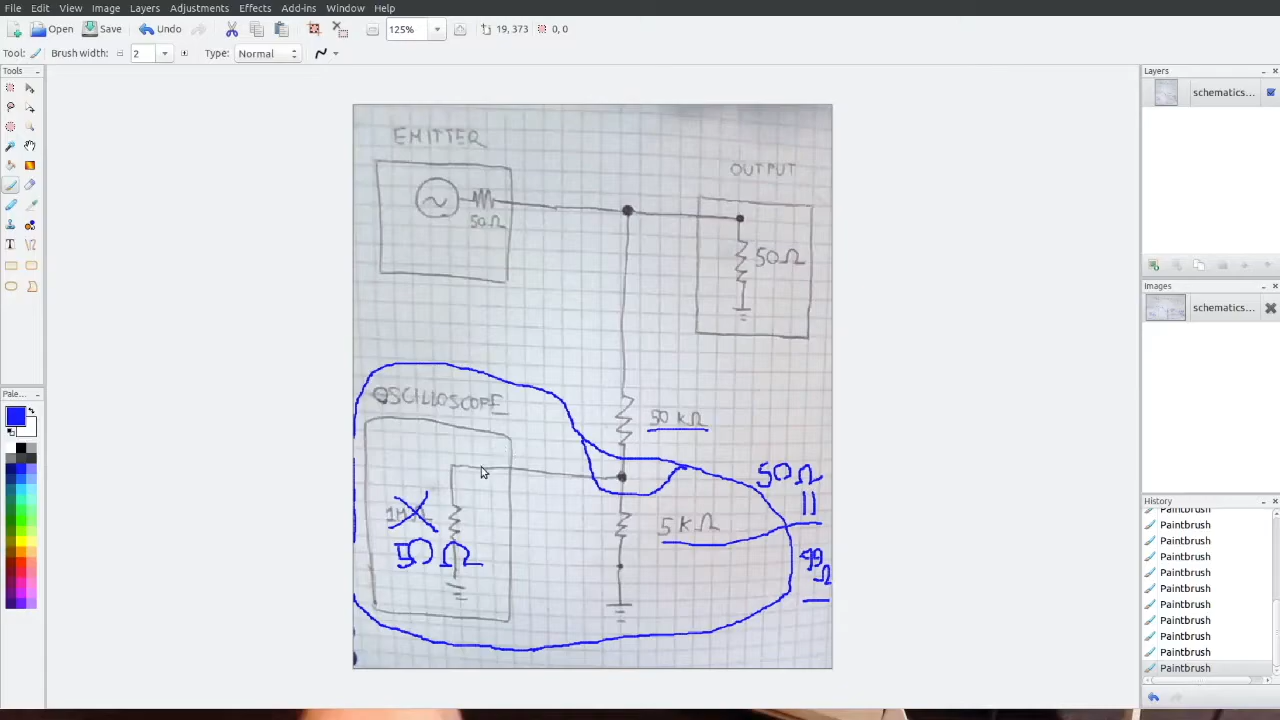 File Edit View Image Layers Adjustments Effects Add-ins Window Help
Open Save Undo 125% 19, 373 0, 0
Tool: Brush width: 2 Type: Normal
Tools
Layers
schematics...
Pale...
Images
schematics...
History
Paintbrush
Paintbrush
Paintbrush
Paintbrush
Paintbrush
Paintbrush
Paintbrush
Paintbrush
Paintbrush
Paintbrush
Paintbrush
EMITTER
50Ω
OUTPUT
50Ω
OSCILLOSCOPE
50 kΩ
50Ω
5 kΩ
50 Ω